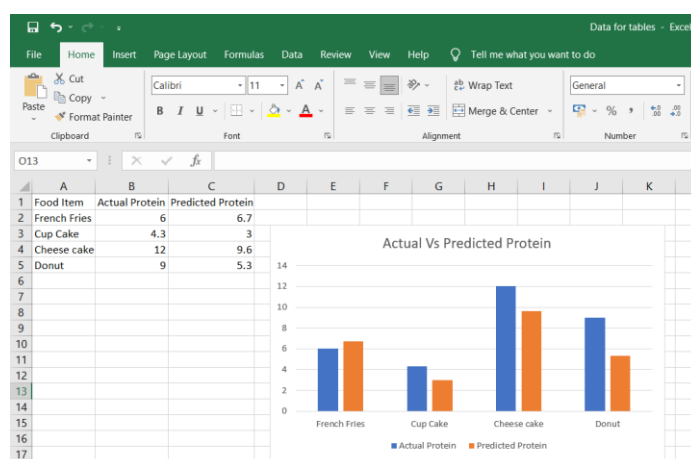 Data for tables - Excel
File Home Insert Page Layout Formulas Data Review View Help Tell me what you want to do
Cut
Copy
Format Painter
Paste
Calibri 11 A A
B I U A
Wrap Text
Merge & Center
General
% , .0 .00 .00 .0
Clipboard Font Alignment Number
O13 fx
A B C D E F G H I J K
1 Food Item Actual Protein Predicted Protein
2 French Fries 6 6.7
3 Cup Cake 4.3 3
4 Cheese cake 12 9.6
5 Donut 9 5.3
6
7
8
9
10
11
12
13
14
15
16
17
Actual Vs Predicted Protein
14
12
10
8
6
4
2
0
French Fries Cup Cake Cheese cake Donut
Actual Protein Predicted Protein